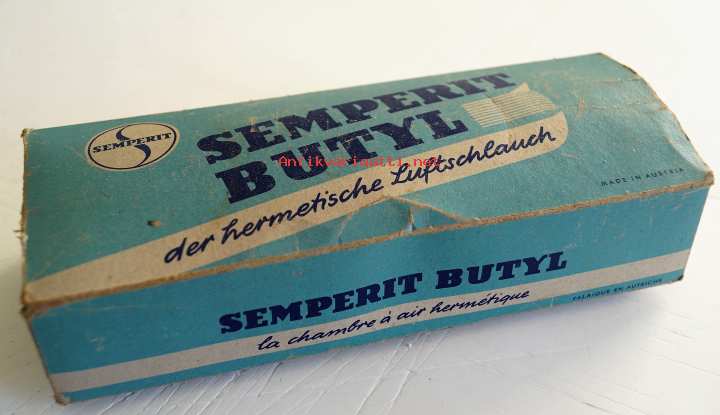 SEMPERIT
SEMPERIT
BUTYL
Antikvariaatti.net
der hermetische Luftschlauch
MADE IN AUSTRIA
SEMPERIT BUTYL
la chambre à air hermétique
FABRIQUÉ EN AUTRICHE